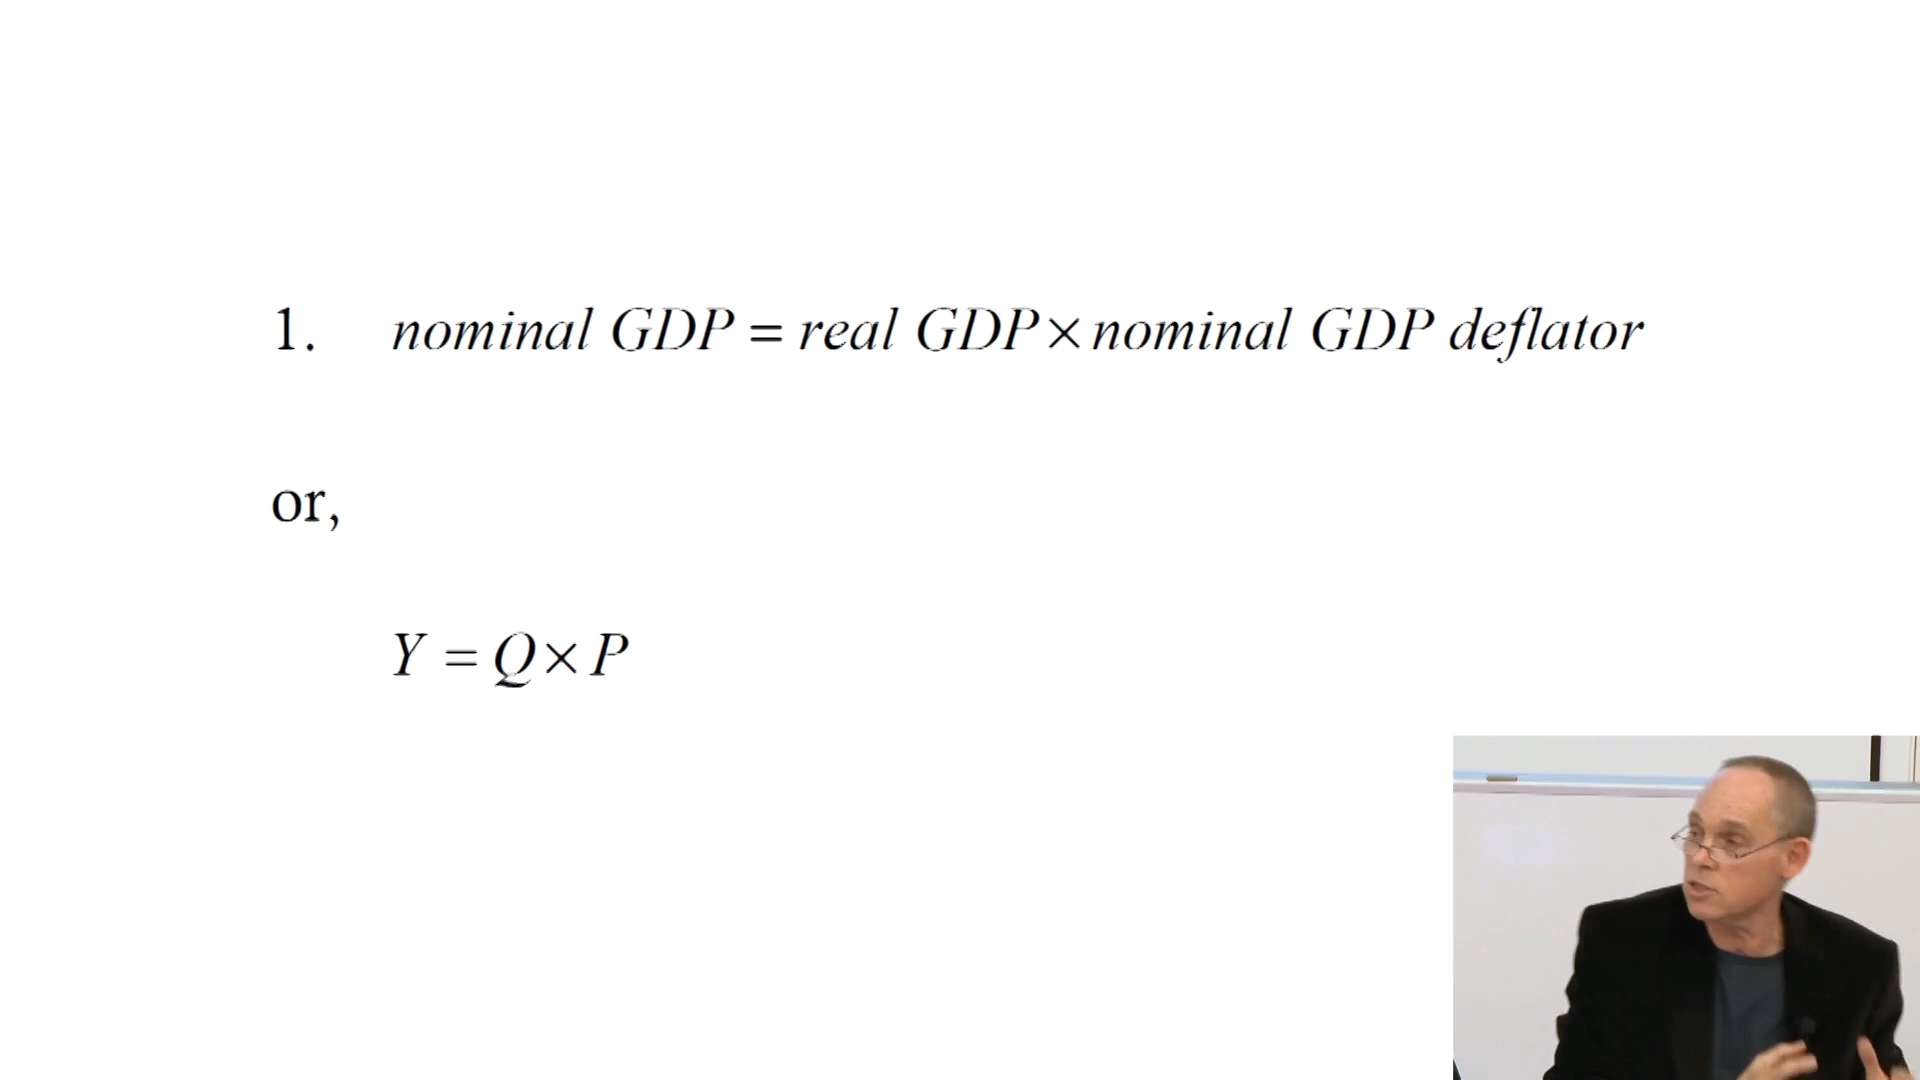 1. nominal GDP = real GDP × nominal GDP deflator
or,
Y = Q × P